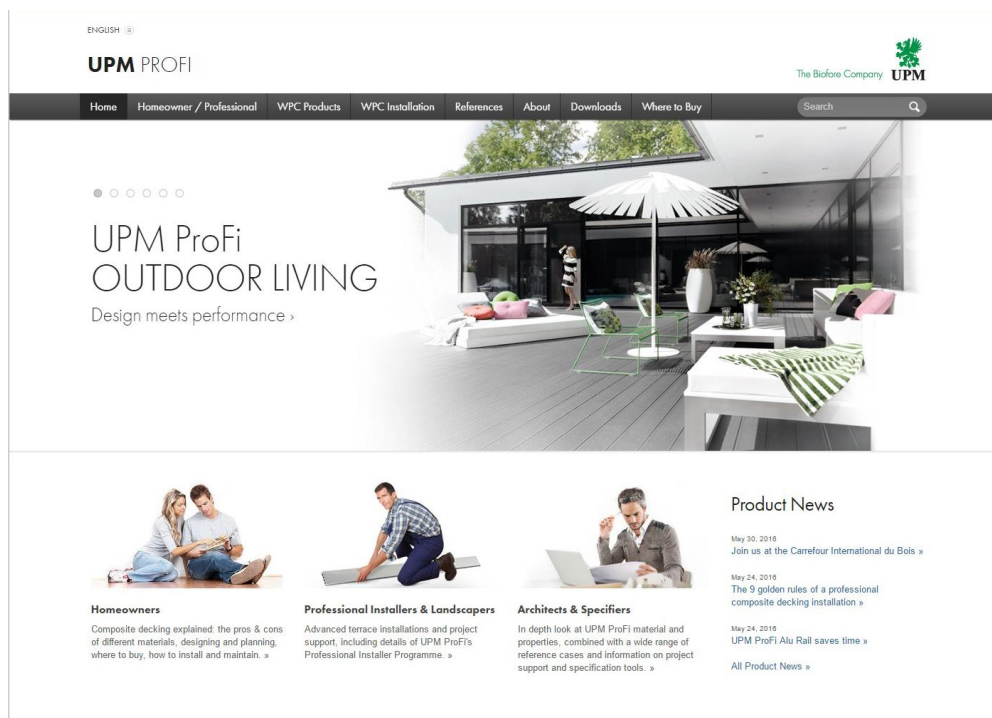 ENGLISH
UPM PROFI
The Biofore Company UPM
Home Homeowner / Professional WPC Products WPC Installation References About Downloads Where to Buy Search
UPM ProFi
OUTDOOR LIVING
Design meets performance ›
Homeowners
Composite decking explained: the pros & cons
of different materials, designing and planning,
where to buy, how to install and maintain. »
Professional Installers & Landscapers
Advanced terrace installations and project
support, including details of UPM ProFi's
Professional Installer Programme. »
Architects & Specifiers
In depth look at UPM ProFi material and
properties, combined with a wide range of
reference cases and information on project
support and specification tools. »
Product News
May 30, 2016
Join us at the Carrefour International du Bois »
May 24, 2016
The 9 golden rules of a professional
composite decking installation »
May 24, 2016
UPM ProFi Alu Rail saves time »
All Product News »